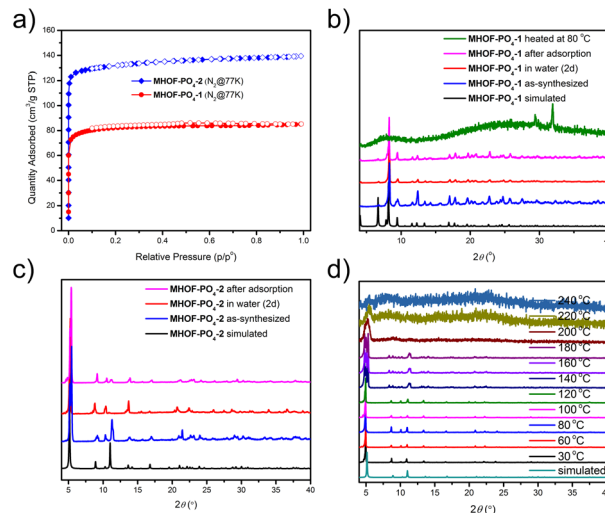 a)
160
140
120
100
80
60
40
20
0
Quantity Adsorbed (cm³/g STP)
MHOF-PO₄-2 (N₂@77K)
MHOF-PO₄-1 (N₂@77K)
0.0 0.2 0.4 0.6 0.8 1.0
Relative Pressure (p/p°)
b)
MHOF-PO₄-1 heated at 80 °C
MHOF-PO₄-1 after adsorption
MHOF-PO₄-1 in water (2d)
MHOF-PO₄-1 as-synthesized
MHOF-PO₄-1 simulated
10 20 30 40
2θ (°)
c)
MHOF-PO₄-2 after adsorption
MHOF-PO₄-2 in water (2d)
MHOF-PO₄-2 as-synthesized
MHOF-PO₄-2 simulated
5 10 15 20 25 30 35 40
2θ (°)
d)
240 °C
220 °C
200 °C
180 °C
160 °C
140 °C
120 °C
100 °C
80 °C
60 °C
30 °C
simulated
5 10 15 20 25 30 35 40
2θ (°)